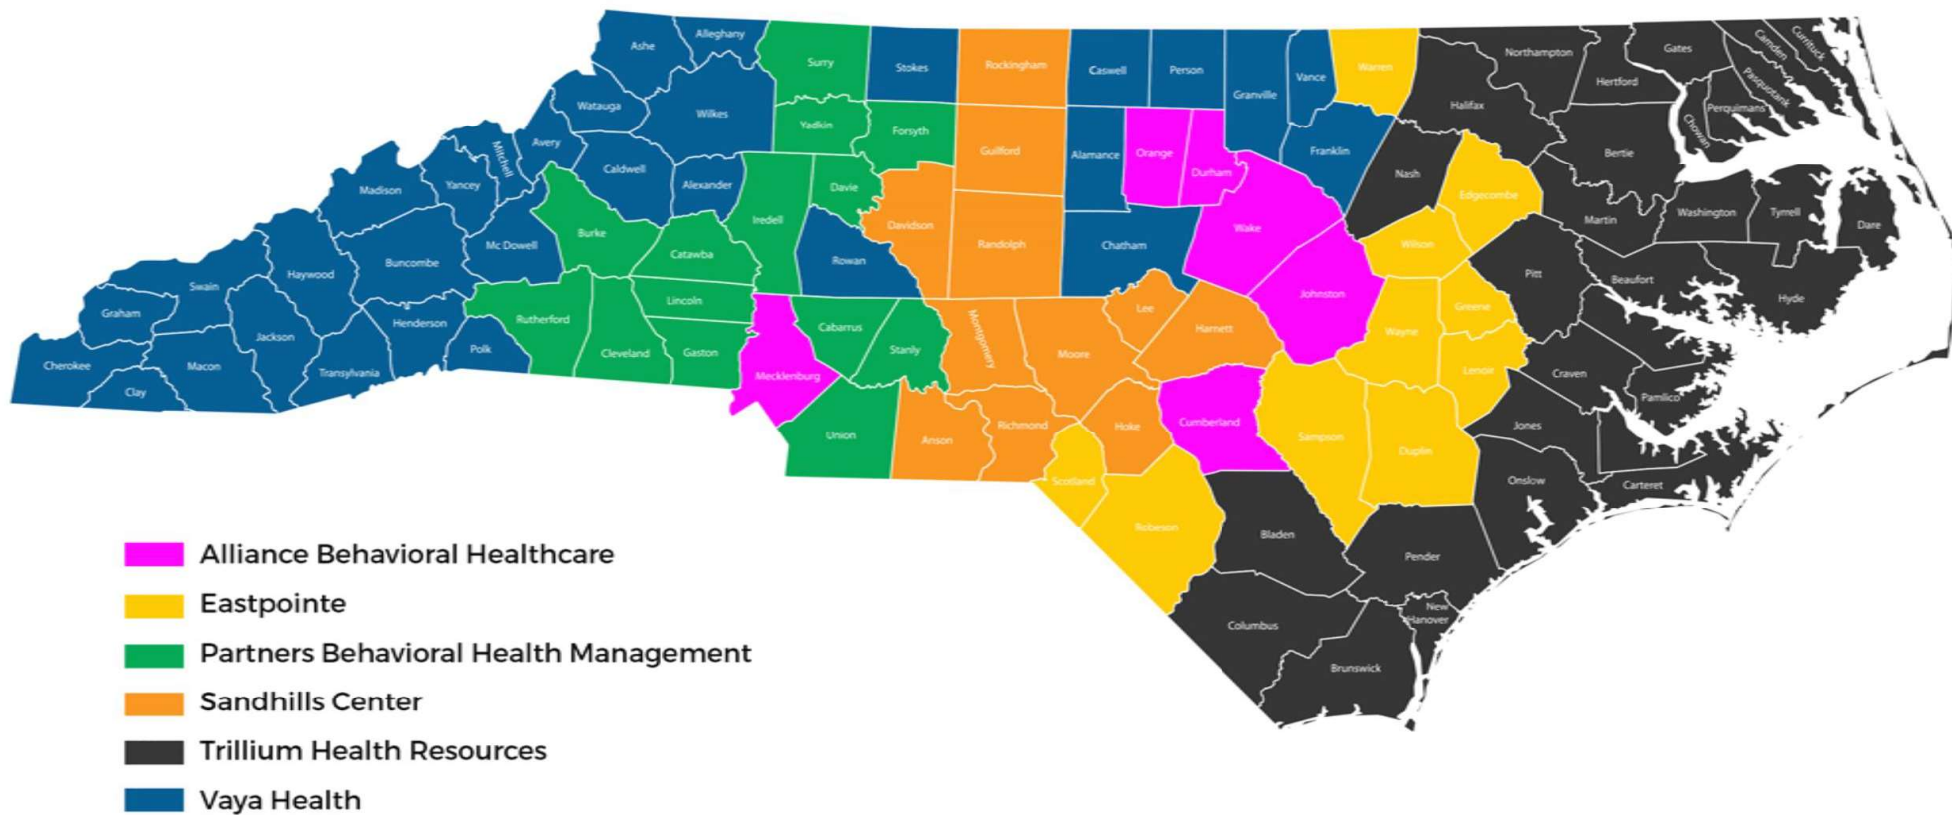 Ashe
Alleghany
Surry
Stokes
Rockingham
Caswell
Person
Granville
Vance
Warren
Northampton
Gates
Camden
Currituck
Hertford
Pasquotank
Perquimans
Chowan
Halifax
Watauga
Wilkes
Yadkin
Forsyth
Guilford
Alamance
Orange
Durham
Franklin
Nash
Edgecombe
Bertie
Mitchell
Avery
Caldwell
Alexander
Madison
Yancey
Iredell
Davie
Davidson
Randolph
Chatham
Wake
Wilson
Martin
Washington
Tyrrell
Dare
Mc Dowell
Burke
Catawba
Rowan
Buncombe
Haywood
Swain
Graham
Jackson
Henderson
Rutherford
Lincoln
Cabarrus
Stanly
Montgomery
Moore
Lee
Harnett
Johnston
Wayne
Greene
Pitt
Beaufort
Hyde
Cherokee
Clay
Macon
Transylvania
Polk
Cleveland
Gaston
Mecklenburg
Union
Anson
Richmond
Hoke
Cumberland
Sampson
Duplin
Lenoir
Craven
Pamlico
Jones
Onslow
Carteret
Scotland
Robeson
Bladen
Pender
Columbus
New
Hanover
Brunswick
Alliance Behavioral Healthcare
Eastpointe
Partners Behavioral Health Management
Sandhills Center
Trillium Health Resources
Vaya Health